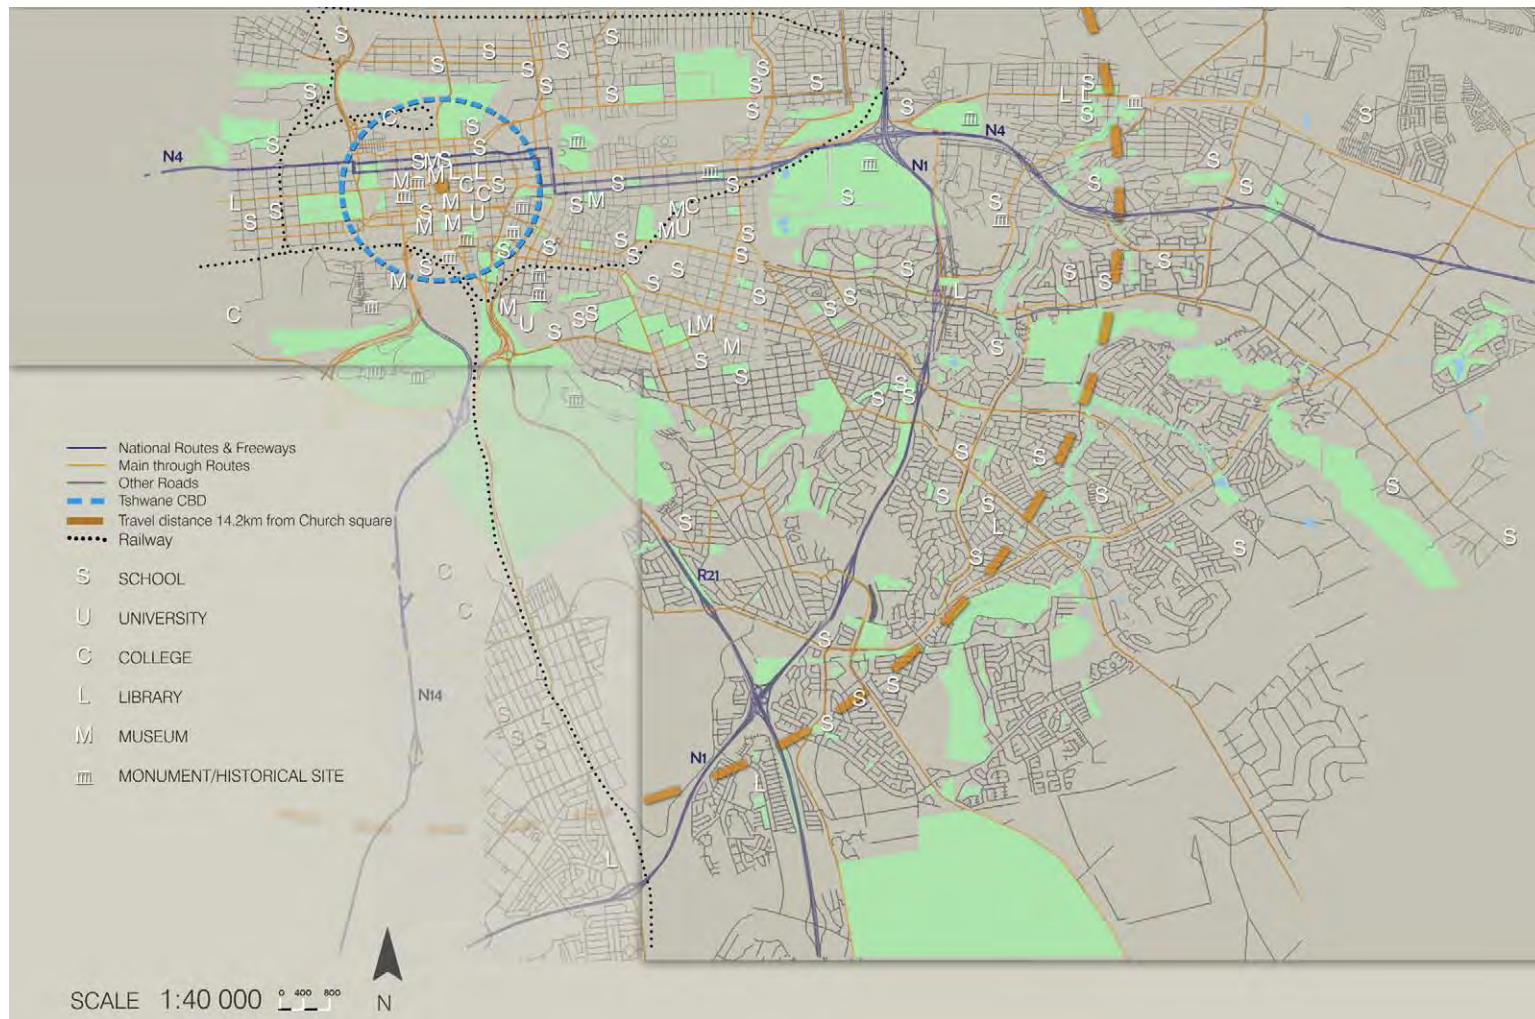 N4
N4
N1
R21
N14
N1
National Routes & Freeways
Main through Routes
Other Roads
Tshwane CBD
Travel distance 14.2km from Church square
Railway
S SCHOOL
U UNIVERSITY
C COLLEGE
L LIBRARY
M MUSEUM
MONUMENT/HISTORICAL SITE
SCALE 1:40 000 0 400 800
N